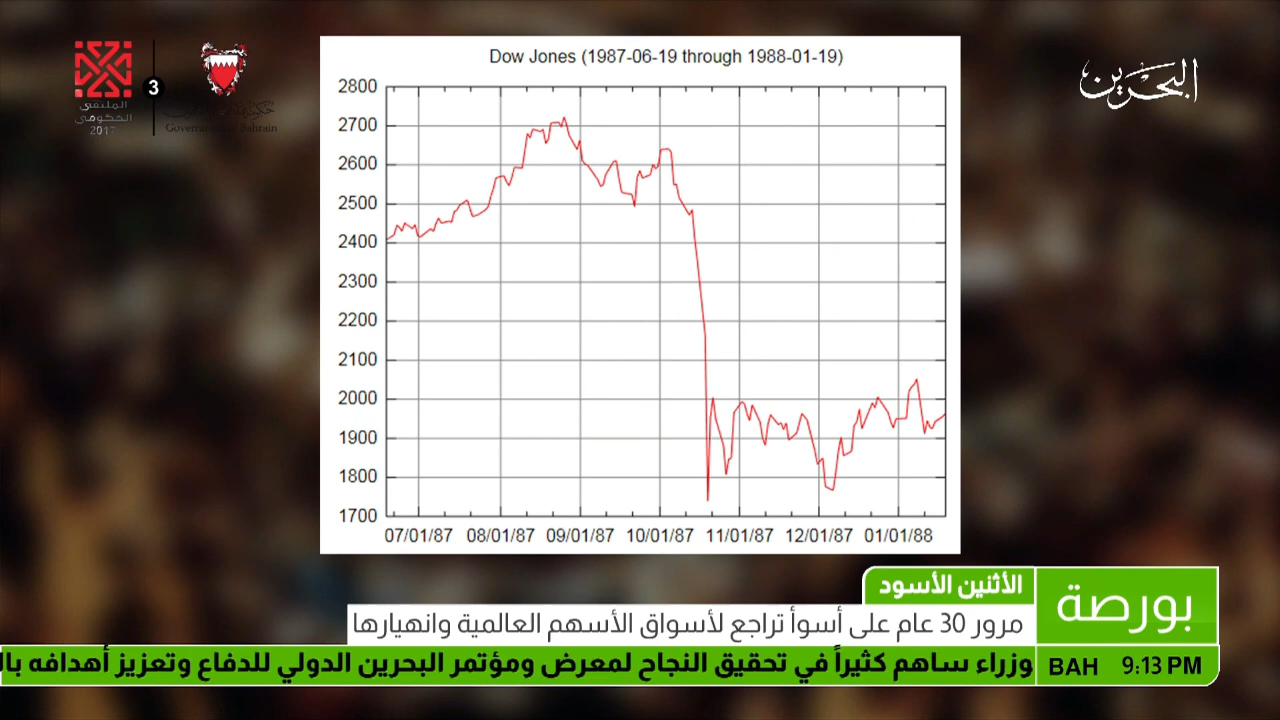 الملتقى
الحكومي
2017
3
Government of Bahrain
البحرين
Dow Jones (1987-06-19 through 1988-01-19)
2800
2700
2600
2500
2400
2300
2200
2100
2000
1900
1800
1700
07/01/87 08/01/87 09/01/87 10/01/87 11/01/87 12/01/87 01/01/88
بورصة
الأثنين الأسود
مرور 30 عام على أسوأ تراجع لأسواق الأسهم العالمية وانهيارها
BAH 9:13 PM
وزراء ساهم كثيراً في تحقيق النجاح لمعرض ومؤتمر البحرين الدولي للدفاع وتعزيز أهدافه بال